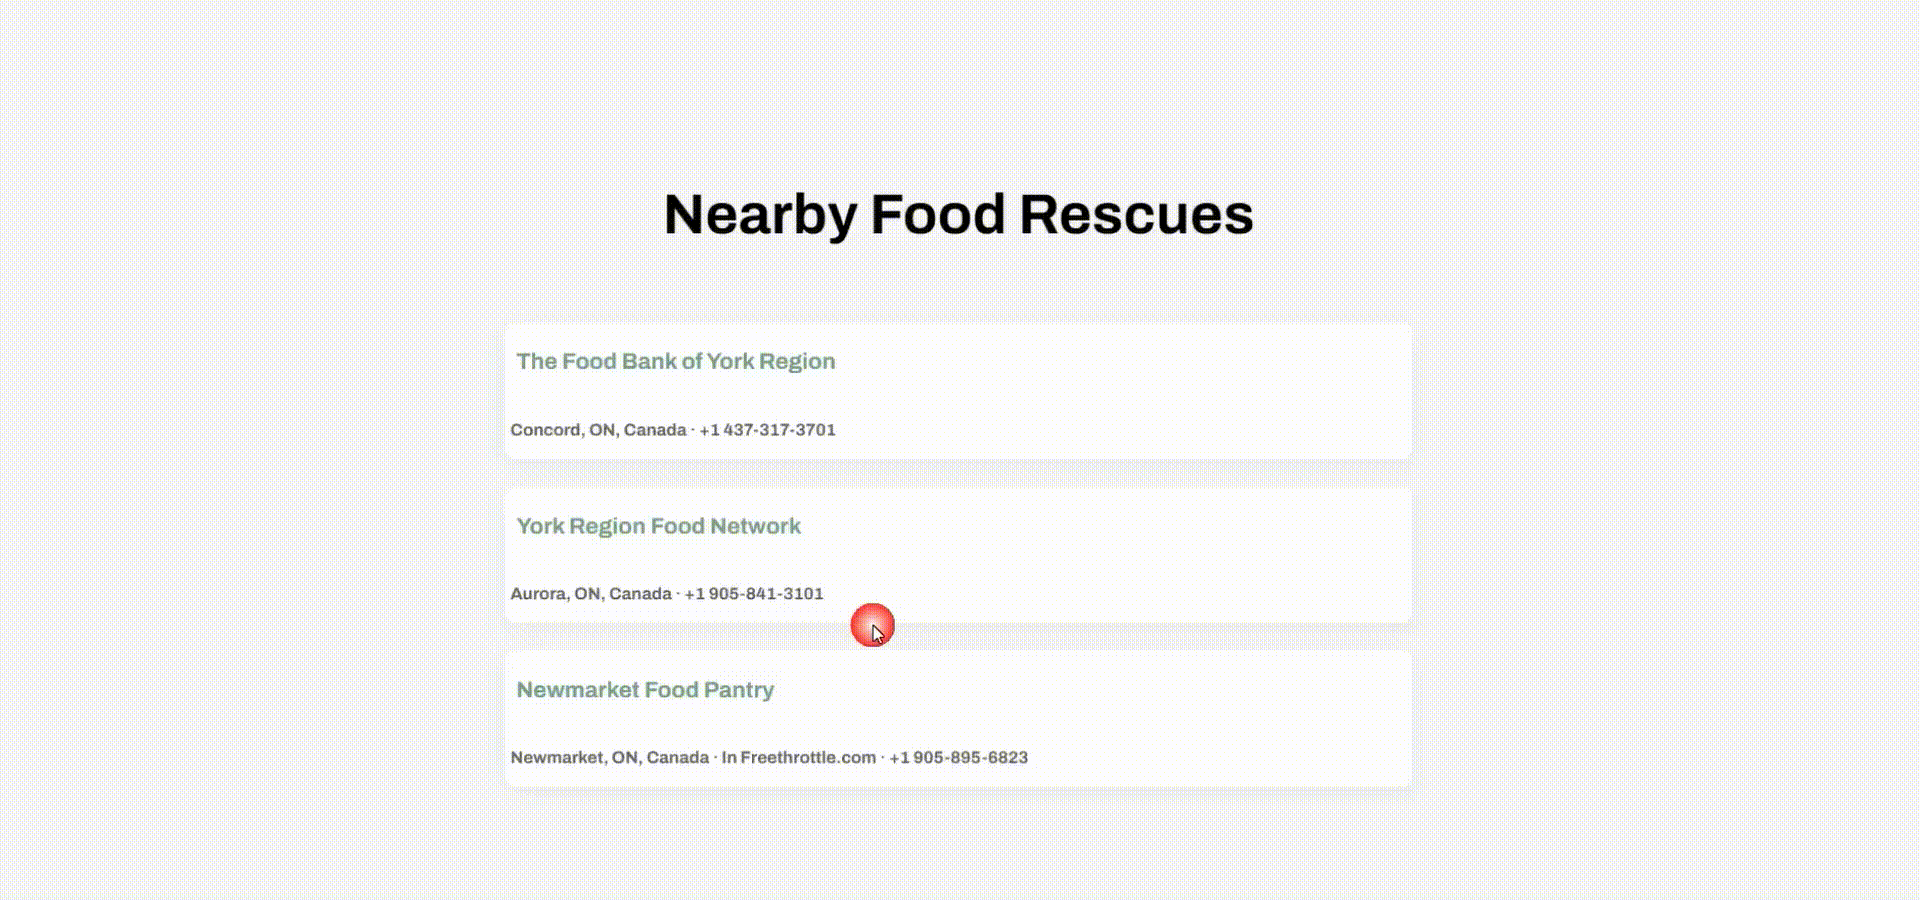 Nearby Food Rescues
The Food Bank of York Region
Concord, ON, Canada · +1 437-317-3701
York Region Food Network
Aurora, ON, Canada · +1 905-841-3101
Newmarket Food Pantry
Newmarket, ON, Canada · In Freethrottle.com · +1 905-895-6823